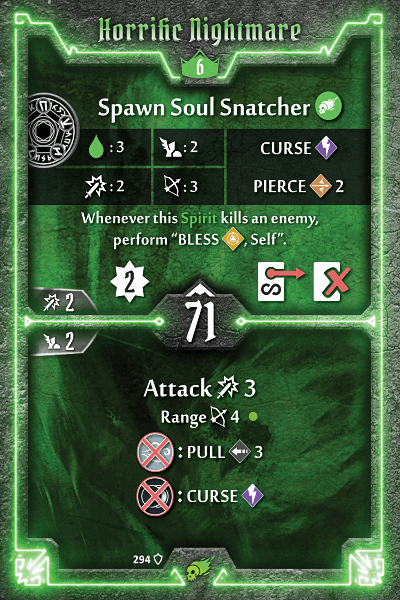 Horrific Nightmare
6
Spawn Soul Snatcher
: 3 : 2 CURSE
: 2 : 3 PIERCE 2
Whenever this Spirit kills an enemy,
perform “BLESS , Self”.
2
2
71
2
Attack 3
Range 4
: PULL 3
: CURSE
294